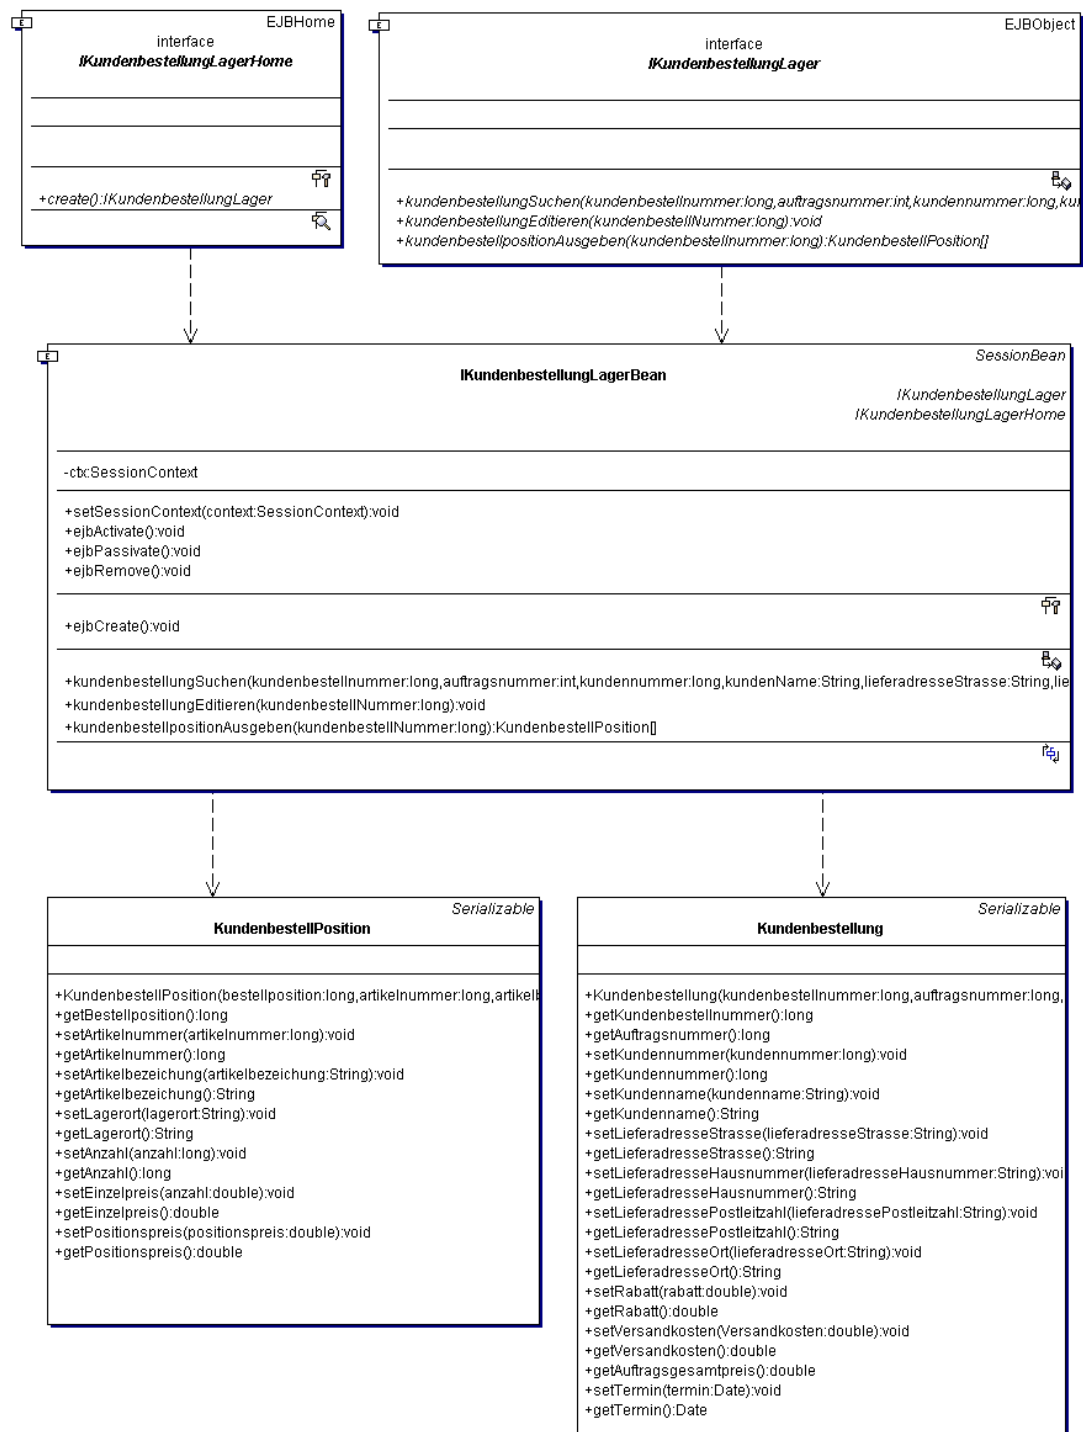 E
EJBHome
interface
IKundenbestellungLagerHome
+create():IKundenbestellungLager
E
EJBObject
interface
IKundenbestellungLager
+kundenbestellungSuchen(kundenbestellnummer:long,auftragsnummer:int,kundennummer:long,kun
+kundenbestellungEditieren(kundenbestellNummer:long):void
+kundenbestellpositionAusgeben(kundenbestellnummer:long):KundenbestellPosition[]
E
SessionBean
IKundenbestellungLagerBean
IKundenbestellungLager
IKundenbestellungLagerHome
-ctx:SessionContext
+setSessionContext(context:SessionContext):void
+ejbActivate():void
+ejbPassivate():void
+ejbRemove():void
+ejbCreate():void
+kundenbestellungSuchen(kundenbestellnummer:long,auftragsnummer:int,kundennummer:long,kundenName:String,lieferadresseStrasse:String,lie
+kundenbestellungEditieren(kundenbestellNummer:long):void
+kundenbestellpositionAusgeben(kundenbestellNummer:long):KundenbestellPosition[]
Serializable
KundenbestellPosition
+KundenbestellPosition(bestellposition:long,artikelnummer:long,artikelb
+getBestellposition():long
+setArtikelnummer(artikelnummer:long):void
+getArtikelnummer():long
+setArtikelbezeichung(artikelbezeichung:String):void
+getArtikelbezeichung():String
+setLagerort(lagerort:String):void
+getLagerort():String
+setAnzahl(anzahl:long):void
+getAnzahl():long
+setEinzelpreis(anzahl:double):void
+getEinzelpreis():double
+setPositionspreis(positionspreis:double):void
+getPositionspreis():double
Serializable
Kundenbestellung
+Kundenbestellung(kundenbestellnummer:long,auftragsnummer:long,
+getKundenbestellnummer():long
+getAuftragsnummer():long
+setKundennummer(kundennummer:long):void
+getKundennummer():long
+setKundenname(kundenname:String):void
+getKundenname():String
+setLieferadresseStrasse(lieferadresseStrasse:String):void
+getLieferadresseStrasse():String
+setLieferadresseHausnummer(lieferadresseHausnummer:String):voi
+getLieferadresseHausnummer():String
+setLieferadressePostleitzahl(lieferadressePostleitzahl:String):void
+getLieferadressePostleitzahl():String
+setLieferadresseOrt(lieferadresseOrt:String):void
+getLieferadresseOrt():String
+setRabatt(rabatt:double):void
+getRabatt():double
+setVersandkosten(Versandkosten:double):void
+getVersandkosten():double
+getAuftragsgesamtpreis():double
+setTermin(termin:Date):void
+getTermin():Date